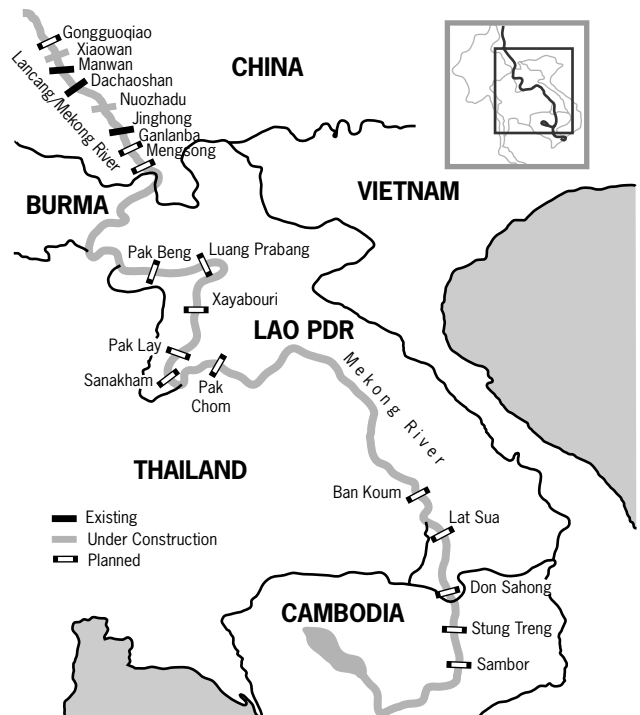 Gongguoqiao
Xiaowan
Manwan
Dachaoshan
Nuozhadu
Jinghong
Ganlanba
Mengsong
Lancang/Mekong River
CHINA
VIETNAM
BURMA
Pak Beng
Luang Prabang
Xayabouri
LAO PDR
Pak Lay
Sanakham
Pak
Chom
Mekong River
THAILAND
Ban Koum
Lat Sua
Existing
Under Construction
Planned
Don Sahong
CAMBODIA
Stung Treng
Sambor